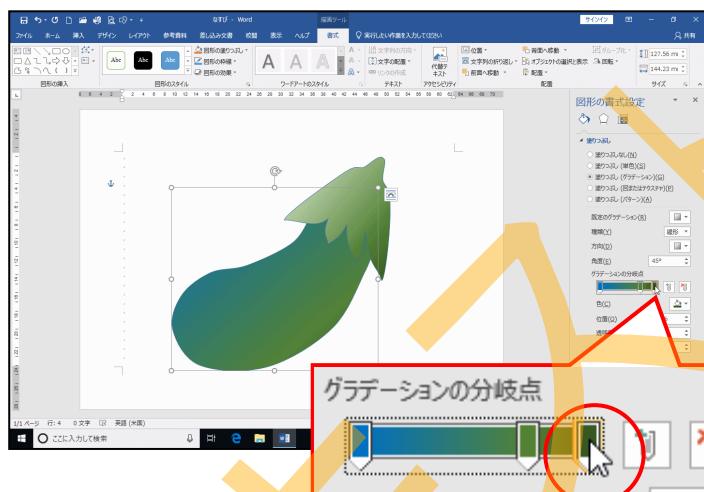 なすび - Word
描画ツール
サインイン
ファイル ホーム 挿入 デザイン レイアウト 参考資料 差し込み文書 校閲 表示 ヘルプ 書式 実行したい作業を入力してください 共有
Abc Abc Abc
図形の塗りつぶし
図形の枠線
図形の効果
A A A
文字列の方向
文字の配置
リンクの作成
代替テキスト
位置
文字列の折り返し
前面へ移動
背面へ移動
オブジェクトの選択と表示
配置
グループ化
回転
127.56 mm
144.23 mm
図形の挿入 図形のスタイル ワードアートのスタイル テキスト アクセシビリティ 配置 サイズ
図形の書式設定
塗りつぶし
塗りつぶしなし(N)
塗りつぶし (単色)(S)
塗りつぶし (グラデーション)(G)
塗りつぶし (図またはテクスチャ)(P)
塗りつぶし (パターン)(A)
既定のグラデーション(R)
種類(Y) 線形
方向(D)
角度(E) 45°
グラデーションの分岐点
色(C)
位置(O)
グラデーションの分岐点
1/1 ページ 行: 4 0 文字 英語 (米国)
ここに入力して検索